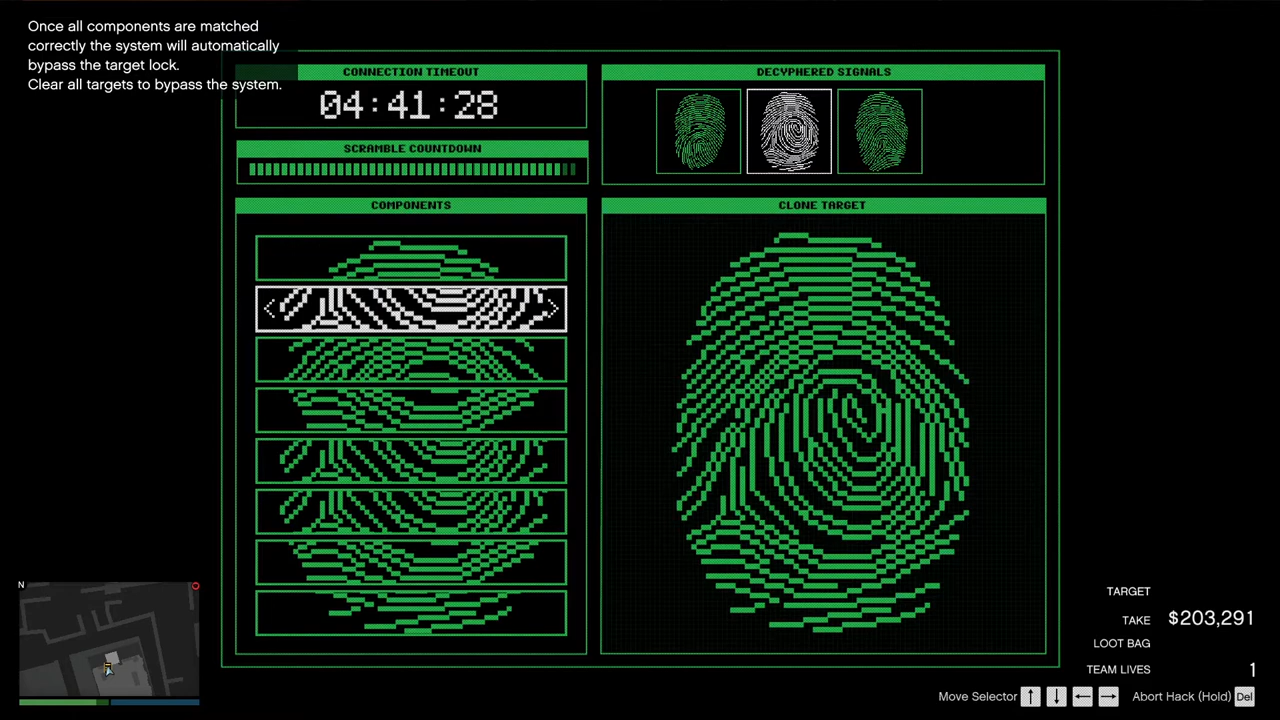 Once all components are matched
correctly the system will automatically
bypass the target lock.
Clear all targets to bypass the system.
CONNECTION TIMEOUT
04:41:28
DECYPHERED SIGNALS
SCRAMBLE COUNTDOWN
COMPONENTS
CLONE TARGET
N
TARGET
TAKE $203,291
LOOT BAG
TEAM LIVES 1
Move Selector ↑ ↓ ← → Abort Hack (Hold) Del